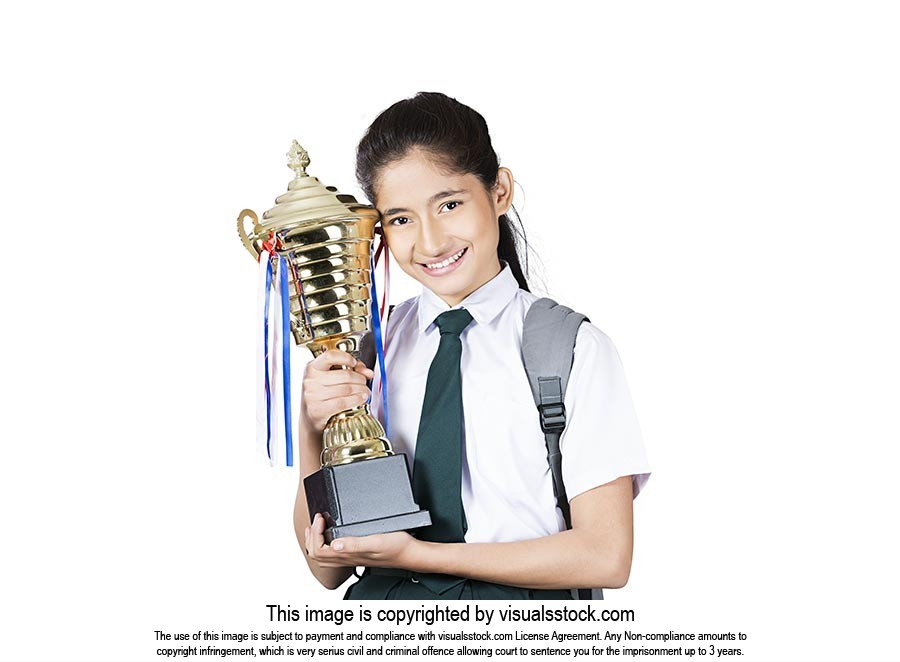 This image is copyrighted by visualsstock.com
The use of this image is subject to payment and compliance with visualsstock.com License Agreement. Any Non-compliance amounts to
copyright infringement, which is very serius civil and criminal offence allowing court to sentence you for the imprisonment up to 3 years.